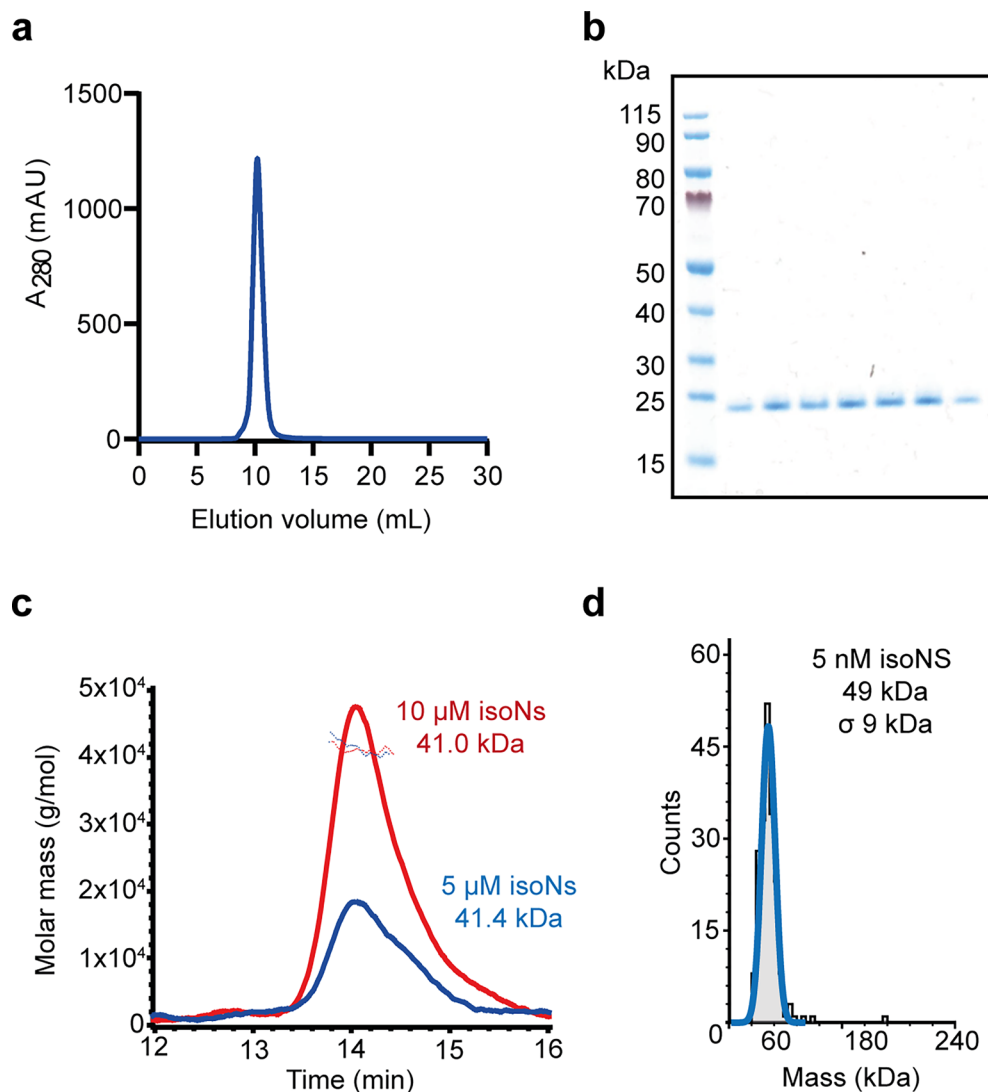 a
A280 (mAU)
1500
1000
500
0
0 5 10 15 20 25 30
Elution volume (mL)
b
kDa
115
90
80
70
50
40
30
25
15
c
Molar mass (g/mol)
5x10⁴
4x10⁴
3x10⁴
2x10⁴
1x10⁴
0
10 µM isoNs
41.0 kDa
5 µM isoNs
41.4 kDa
12 13 14 15 16
Time (min)
d
Counts
60
45
30
15
0
5 nM isoNS
49 kDa
σ 9 kDa
60 180 240
Mass (kDa)